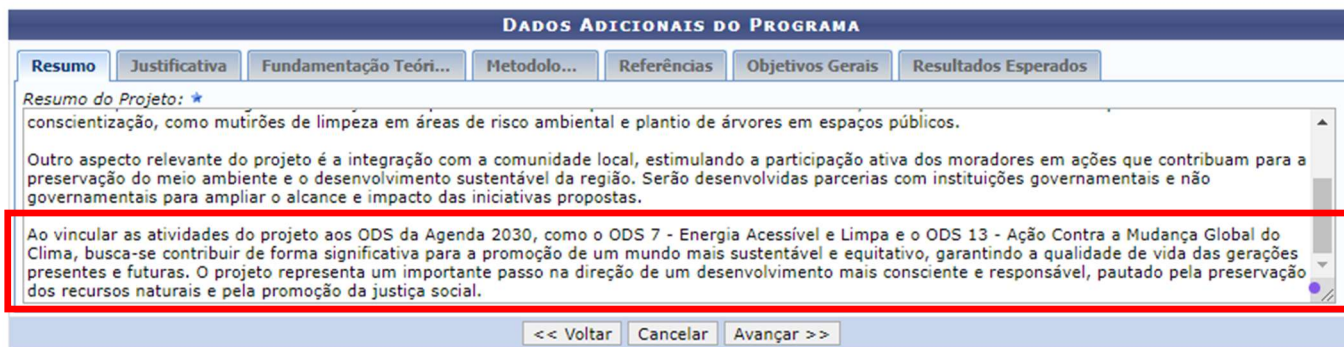 DADOS ADICIONAIS DO PROGRAMA
Resumo Justificativa Fundamentação Teóri... Metodolo... Referências Objetivos Gerais Resultados Esperados
Resumo do Projeto:
conscientização, como mutirões de limpeza em áreas de risco ambiental e plantio de árvores em espaços públicos.
Outro aspecto relevante do projeto é a integração com a comunidade local, estimulando a participação ativa dos moradores em ações que contribuam para a
preservação do meio ambiente e o desenvolvimento sustentável da região. Serão desenvolvidas parcerias com instituições governamentais e não
governamentais para ampliar o alcance e impacto das iniciativas propostas.
Ao vincular as atividades do projeto aos ODS da Agenda 2030, como o ODS 7 - Energia Acessível e Limpa e o ODS 13 - Ação Contra a Mudança Global do
Clima, busca-se contribuir de forma significativa para a promoção de um mundo mais sustentável e equitativo, garantindo a qualidade de vida das gerações
presentes e futuras. O projeto representa um importante passo na direção de um desenvolvimento mais consciente e responsável, pautado pela preservação
dos recursos naturais e pela promoção da justiça social.
<< Voltar Cancelar Avançar >>